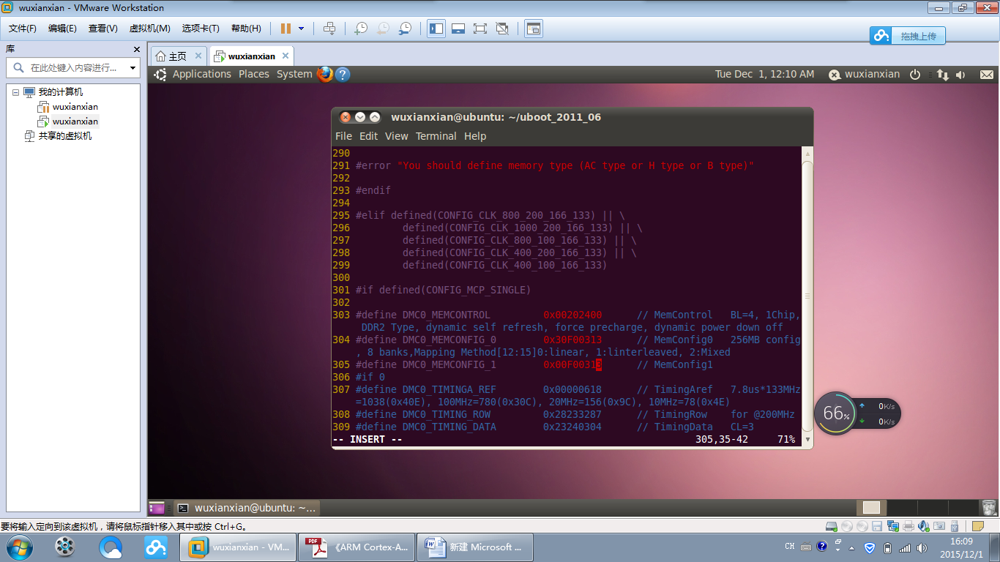 wuxianxian - VMware Workstation
文件(F) 编辑(E) 查看(V) 虚拟机(M) 选项卡(T) 帮助(H)
拖拽上传
库
主页
wuxianxian
在此处键入内容进行...
我的计算机
wuxianxian
wuxianxian
共享的虚拟机
Applications Places System
Tue Dec 1, 12:10 AM wuxianxian
wuxianxian@ubuntu: ~/uboot_2011_06
File Edit View Terminal Help
290
291 #error "You should define memory type (AC type or H type or B type)"
292
293 #endif
294
295 #elif defined(CONFIG_CLK_800_200_166_133) || \
296 defined(CONFIG_CLK_1000_200_166_133) || \
297 defined(CONFIG_CLK_800_100_166_133) || \
298 defined(CONFIG_CLK_400_200_166_133) || \
299 defined(CONFIG_CLK_400_100_166_133)
300
301 #if defined(CONFIG_MCP_SINGLE)
302
303 #define DMC0_MEMCONTROL 0x00202400 // MemControl BL=4, 1Chip,
DDR2 Type, dynamic self refresh, force precharge, dynamic power down off
304 #define DMC0_MEMCONFIG_0 0x30F00313 // MemConfig0 256MB config
, 8 banks,Mapping Method[12:15]0:linear, 1:linterleaved, 2:Mixed
305 #define DMC0_MEMCONFIG_1 0x00F00313 // MemConfig1
306 #if 0
307 #define DMC0_TIMINGA_REF 0x00000618 // TimingAref 7.8us*133MHz
=1038(0x40E), 100MHz=780(0x30C), 20MHz=156(0x9C), 10MHz=78(0x4E)
308 #define DMC0_TIMING_ROW 0x28233287 // TimingRow for @200MHz
309 #define DMC0_TIMING_DATA 0x23240304 // TimingData CL=3
-- INSERT -- 305,35-42 71%
66%
0K/s
0K/s
wuxianxian@ubuntu: ~...
要将输入定向到该虚拟机，请将鼠标指针移入其中或按 Ctrl+G。
wuxianxian - VM...
PDF
《ARM Cortex-A...
新建 Microsoft ...
CH
16:09
2015/12/1